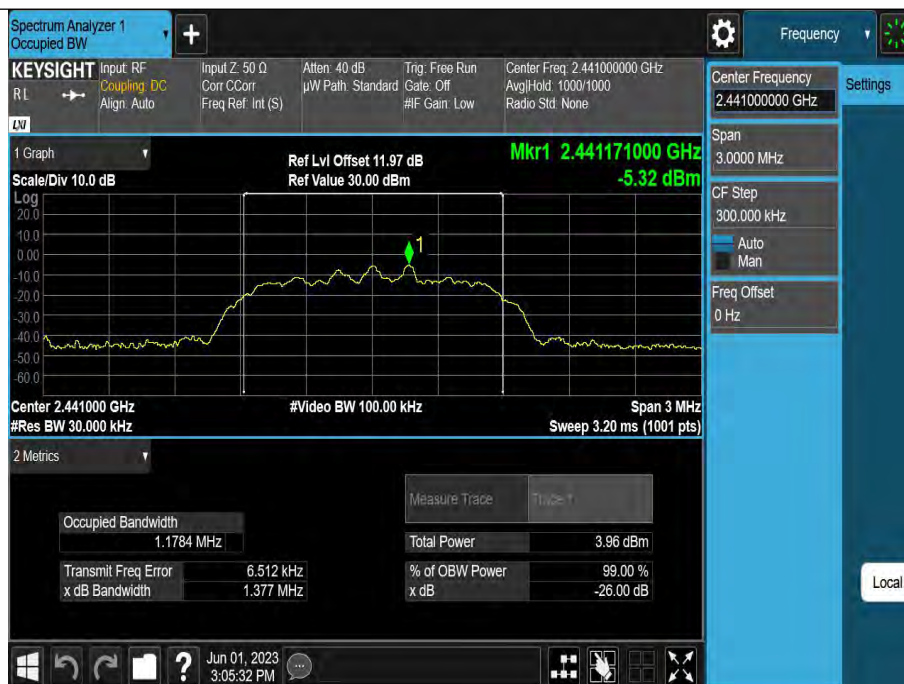 Spectrum Analyzer 1
Occupied BW
Frequency
KEYSIGHT
R L
LXI
Input: RF
Coupling: DC
Align: Auto
Input Z: 50 Ω
Corr CCorr
Freq Ref: Int (S)
Atten: 40 dB
µW Path: Standard
Trig: Free Run
Gate: Off
#IF Gain: Low
Center Freq: 2.441000000 GHz
Avg|Hold: 1000/1000
Radio Std: None
Center Frequency
2.441000000 GHz
Settings
Span
3.0000 MHz
CF Step
300.000 kHz
Auto
Man
Freq Offset
0 Hz
1 Graph
Scale/Div 10.0 dB
Ref Lvl Offset 11.97 dB
Ref Value 30.00 dBm
Mkr1 2.441171000 GHz
-5.32 dBm
Log
20.0
10.0
0.00
-10.0
-20.0
-30.0
-40.0
-50.0
-60.0
1
Center 2.441000 GHz
#Res BW 30.000 kHz
#Video BW 100.00 kHz
Span 3 MHz
Sweep 3.20 ms (1001 pts)
2 Metrics
Measure Trace
Trace 1
Occupied Bandwidth
1.1784 MHz
Total Power 3.96 dBm
Transmit Freq Error 6.512 kHz
% of OBW Power 99.00 %
x dB Bandwidth 1.377 MHz
x dB -26.00 dB
Local
Jun 01, 2023
3:05:32 PM